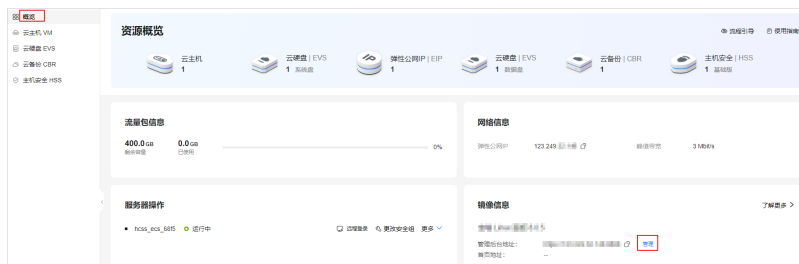 概览
云主机 VM
云硬盘 EVS
云备份 CBR
主机安全 HSS
资源概览
流程引导 使用指南
云主机 1
云硬盘 | EVS 1 系统盘
弹性公网IP | EIP 1
云硬盘 | EVS 1 数据盘
云备份 | CBR 1
主机安全 | HSS 1 基础版
流量包信息
400.0 GB 0.0 GB 0%
剩余容量 已使用
网络信息
弹性公网IP 123.249. 峰值带宽 3 Mbit/s
服务器操作
hcss_ecs_68f5 运行中 远程登录 更改安全组 更多
镜像信息 了解更多 >
管理后台地址: 管理
首页地址: --